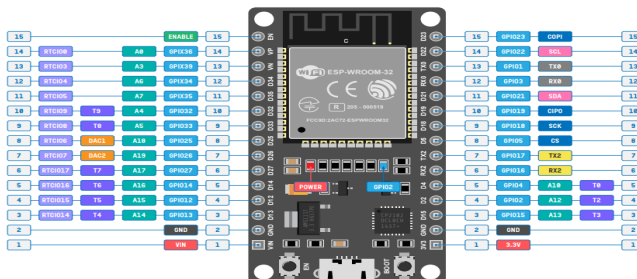 15 ENABLE 15 EN D23 15 GPIO23 COPI 15
14 RTCIO0 A0 GPIX36 14 VP D22 14 GPIO22 SCL 14
13 RTCIO3 A3 GPIX39 13 VN TX0 13 GPIO1 TX0 13
12 RTCIO4 A6 GPIX34 12 D34 RX0 12 GPIO3 RX0 12
11 RTCIO5 A7 GPIX35 11 D35 D21 11 GPIO21 SDA 11
10 RTCIO9 T9 A4 GPIO32 10 D32 D19 10 GPIO19 CIPO 10
9 RTCIO8 T8 A5 GPIO33 9 D33 D18 9 GPIO18 SCK 9
8 RTCIO6 DAC1 A18 GPIO25 8 D25 D5 8 GPIO5 CS 8
7 RTCIO7 DAC2 A19 GPIO26 7 D26 TX2 7 GPIO17 TX2 7
6 RTCIO17 T7 A17 GPIO27 6 D27 RX2 6 GPIO16 RX2 6
5 RTCIO16 T6 A16 GPIO14 5 D14 D4 5 GPIO4 A10 T0 5
4 RTCIO15 T5 A15 GPIO12 4 D12 D2 4 GPIO2 A12 T2 4
3 RTCIO14 T4 A14 GPIO13 3 D13 D15 3 GPIO15 A13 T3 3
2 GND 2 GND GND 2 GND 2
1 VIN 1 VIN 3V3 1 3.3V 1
Wi Fi ESP-WROOM-32
CE
R
FCCID:2AC72-ESPWROOM32
POWER
GPIO2
EN
BOOT